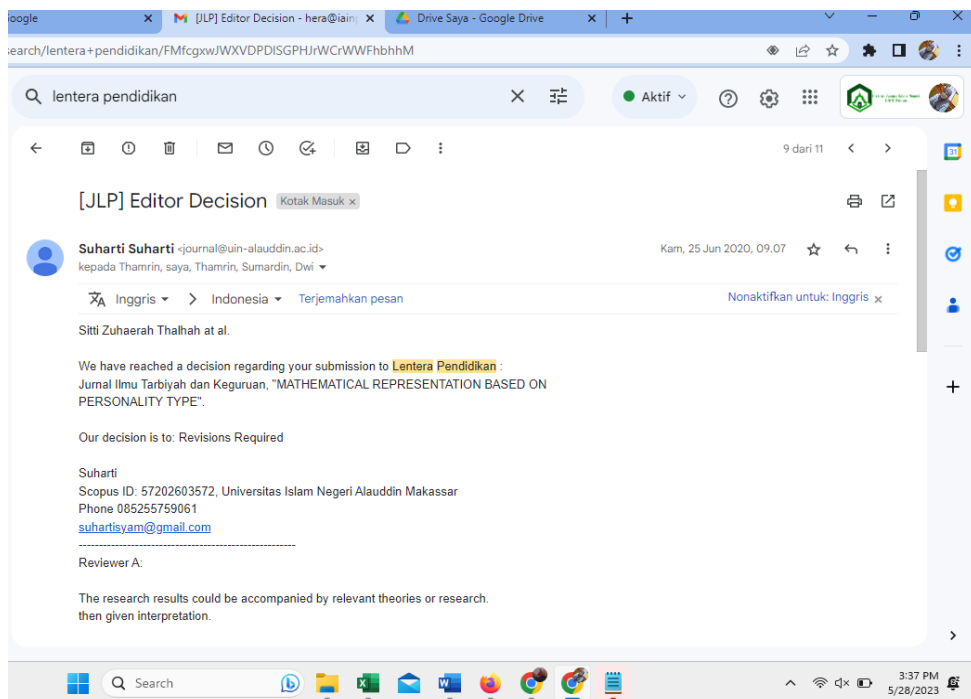 oogle
[JLP] Editor Decision - hera@iain
Drive Saya - Google Drive
search/lentera+pendidikan/FMfcgxwJWXVDPDISGPHJrWCrWWFhbhhM
lentera pendidikan
Aktif
9 dari 11
31
[JLP] Editor Decision Kotak Masuk x
Suharti Suharti <journal@uin-alauddin.ac.id>
Kam, 25 Jun 2020, 09.07
kepada Thamrin, saya, Thamrin, Sumardin, Dwi
Inggris > Indonesia Terjemahkan pesan
Nonaktifkan untuk: Inggris x
Sitti Zuhaerah Thalhah at al.
We have reached a decision regarding your submission to Lentera Pendidikan :
Jurnal Ilmu Tarbiyah dan Keguruan, "MATHEMATICAL REPRESENTATION BASED ON
PERSONALITY TYPE".
Our decision is to: Revisions Required
Suharti
Scopus ID: 57202603572, Universitas Islam Negeri Alauddin Makassar
Phone 085255759061
suhartisyam@gmail.com
------------------------------------------------------
Reviewer A:
The research results could be accompanied by relevant theories or research.
then given interpretation.
Search
3:37 PM
5/28/2023